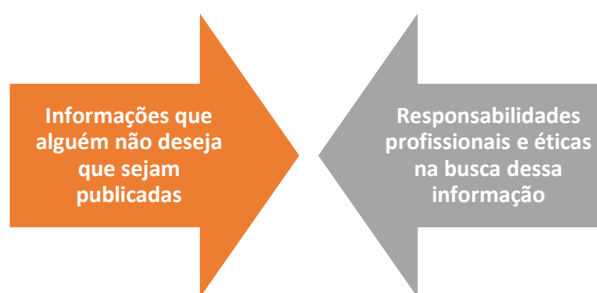 Informações que
alguém não deseja
que sejam
publicadas
Responsabilidades
profissionais e éticas
na busca dessa
informação